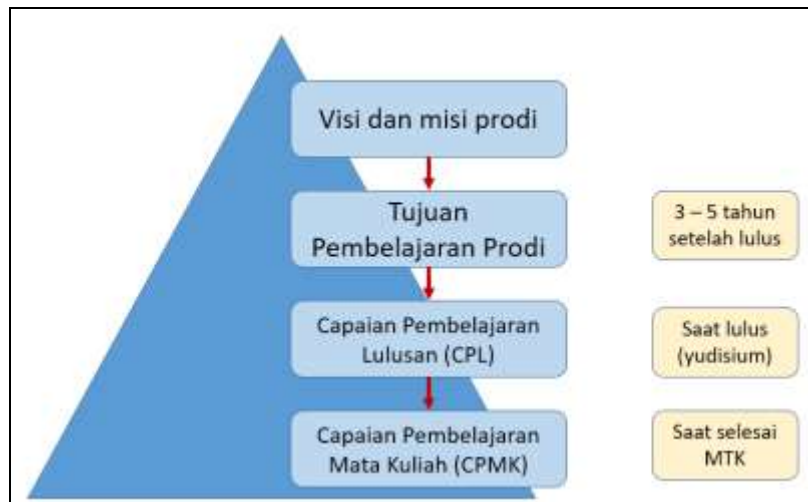 Visi dan misi prodi
Tujuan
Pembelajaran Prodi
3 – 5 tahun
setelah lulus
Capaian Pembelajaran
Lulusan (CPL)
Saat lulus
(yudisium)
Capaian Pembelajaran
Mata Kuliah (CPMK)
Saat selesai
MTK